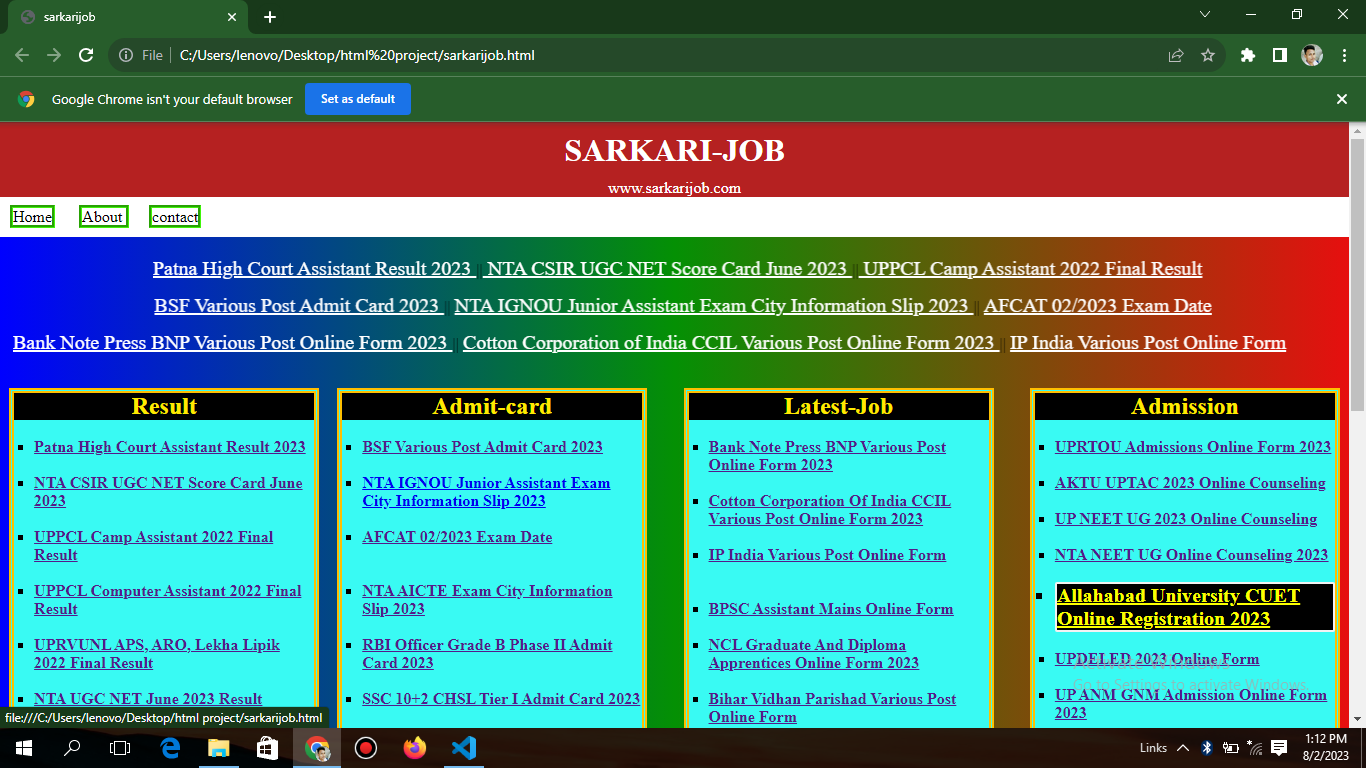 sarkarijob
File
C:/Users/lenovo/Desktop/html%20project/sarkarijob.html
Google Chrome isn't your default browser
Set as default
SARKARI-JOB
www.sarkarijob.com
Home About contact
Patna High Court Assistant Result 2023 || NTA CSIR UGC NET Score Card June 2023 || UPPCL Camp Assistant 2022 Final Result
BSF Various Post Admit Card 2023 || NTA IGNOU Junior Assistant Exam City Information Slip 2023 || AFCAT 02/2023 Exam Date
Bank Note Press BNP Various Post Online Form 2023 || Cotton Corporation of India CCIL Various Post Online Form 2023 || IP India Various Post Online Form
Result
Patna High Court Assistant Result 2023
NTA CSIR UGC NET Score Card June
2023
UPPCL Camp Assistant 2022 Final
Result
UPPCL Computer Assistant 2022 Final
Result
UPRVUNL APS, ARO, Lekha Lipik
2022 Final Result
NTA UGC NET June 2023 Result
Admit-card
BSF Various Post Admit Card 2023
NTA IGNOU Junior Assistant Exam
City Information Slip 2023
AFCAT 02/2023 Exam Date
NTA AICTE Exam City Information
Slip 2023
RBI Officer Grade B Phase II Admit
Card 2023
SSC 10+2 CHSL Tier I Admit Card 2023
Latest-Job
Bank Note Press BNP Various Post
Online Form 2023
Cotton Corporation Of India CCIL
Various Post Online Form 2023
IP India Various Post Online Form
BPSC Assistant Mains Online Form
NCL Graduate And Diploma
Apprentices Online Form 2023
Bihar Vidhan Parishad Various Post
Online Form
Admission
UPRTOU Admissions Online Form 2023
AKTU UPTAC 2023 Online Counseling
UP NEET UG 2023 Online Counseling
NTA NEET UG Online Counseling 2023
Allahabad University CUET
Online Registration 2023
UPDELED 2023 Online Form
UP ANM GNM Admission Online Form
2023
Activate Windows
Go to Settings to activate Windows.
file:///C:/Users/lenovo/Desktop/html project/sarkarijob.html
Links
1:12 PM
8/2/2023